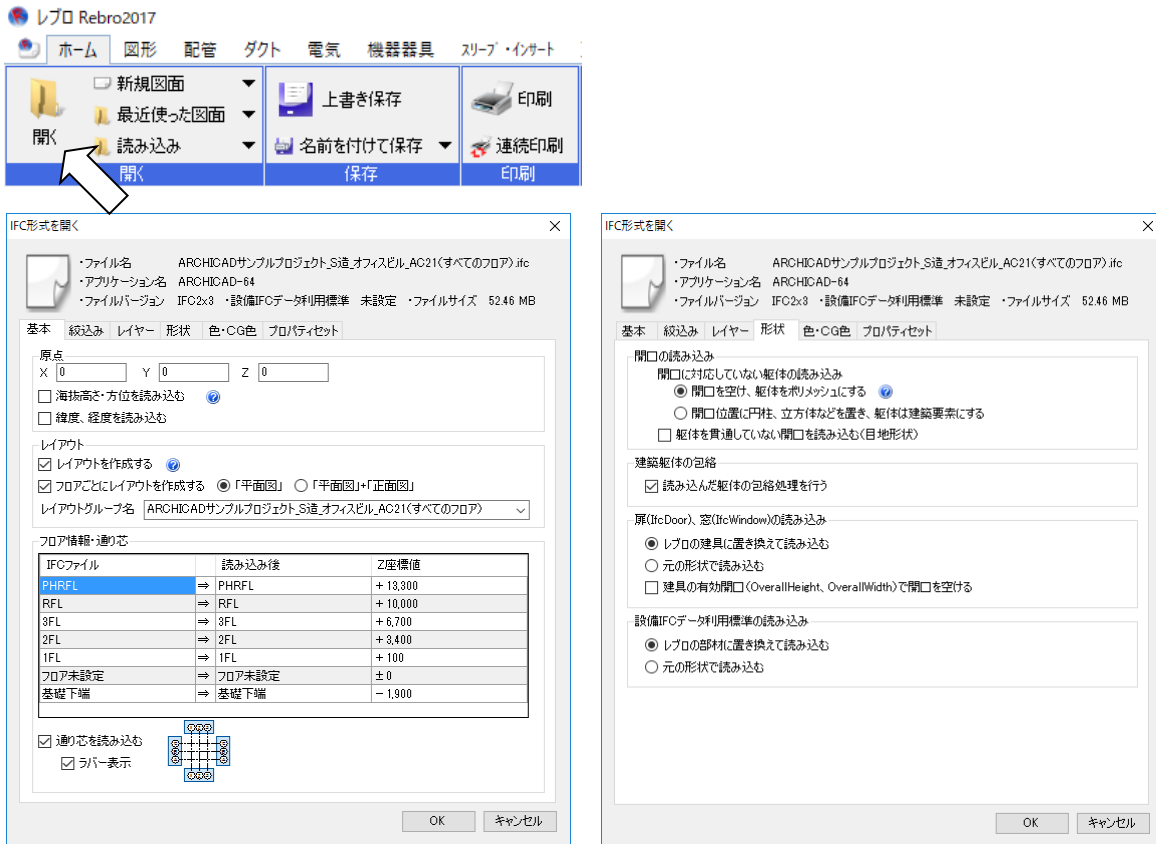 レブロ Rebro2017
ホーム 図形 配管 ダクト 電気 機器器具 スリーブ・インサート
開く
新規図面
最近使った図面
読み込み
開く
上書き保存
名前を付けて保存
保存
印刷
連続印刷
印刷
IFC形式を開く
・ファイル名 ARCHICADサンプルプロジェクト_S造_オフィスビル_AC21(すべてのフロア).ifc
・アプリケーション名 ARCHICAD-64
・ファイルバージョン IFC2x3 ・設備IFCデータ利用標準 未設定 ・ファイルサイズ 52.46 MB
基本 絞込み レイヤー 形状 色・CG色 プロパティセット
原点
X 0 Y 0 Z 0
海抜高さ・方位を読み込む
緯度、経度を読み込む
レイアウト
レイアウトを作成する
フロアごとにレイアウトを作成する 「平面図」 「平面図」+「正面図」
レイアウトグループ名 ARCHICADサンプルプロジェクト_S造_オフィスビル_AC21(すべてのフロア)
フロア情報・通り芯
IFCファイル 読み込み後 Z座標値
PHRFL ⇒ PHRFL +13,300
RFL ⇒ RFL +10,000
3FL ⇒ 3FL +6,700
2FL ⇒ 2FL +3,400
1FL ⇒ 1FL +100
フロア未設定 ⇒ フロア未設定 ±0
基礎下端 ⇒ 基礎下端 -1,900
通り芯を読み込む
ラバー表示
OK キャンセル
IFC形式を開く
・ファイル名 ARCHICADサンプルプロジェクト_S造_オフィスビル_AC21(すべてのフロア).ifc
・アプリケーション名 ARCHICAD-64
・ファイルバージョン IFC2x3 ・設備IFCデータ利用標準 未設定 ・ファイルサイズ 52.46 MB
基本 絞込み レイヤー 形状 色・CG色 プロパティセット
開口の読み込み
開口に対応していない躯体の読み込み
開口を空け、躯体をポリメッシュにする
開口位置に円柱、立方体などを置き、躯体は建築要素にする
躯体を貫通していない開口を読み込む(目地形状)
建築躯体の包絡
読み込んだ躯体の包絡処理を行う
扉(IfcDoor)、窓(IfcWindow)の読み込み
レブロの建具に置き換えて読み込む
元の形状で読み込む
建具の有効開口(OverallHeight、OverallWidth)で開口を空ける
設備IFCデータ利用標準の読み込み
レブロの部材に置き換えて読み込む
元の形状で読み込む
OK キャンセル